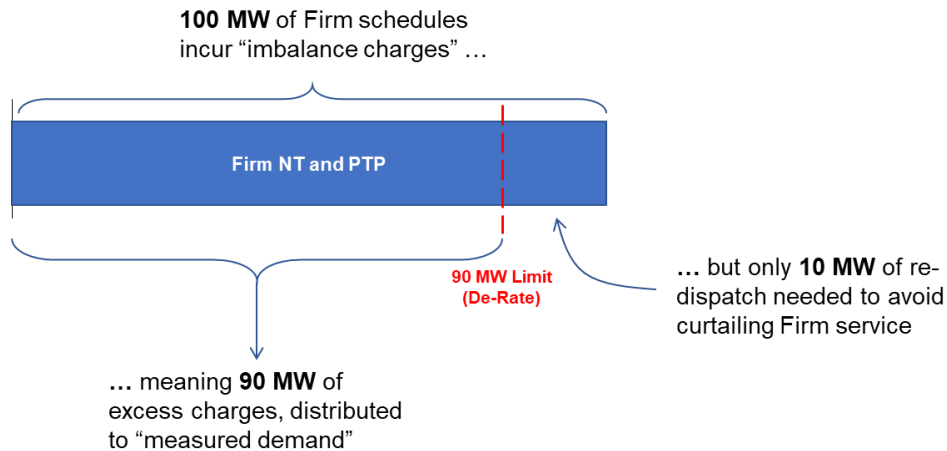 100 MW of Firm schedules
incur “imbalance charges” …
Firm NT and PTP
90 MW Limit
(De-Rate)
… but only 10 MW of re-
dispatch needed to avoid
curtailing Firm service
… meaning 90 MW of
excess charges, distributed
to “measured demand”